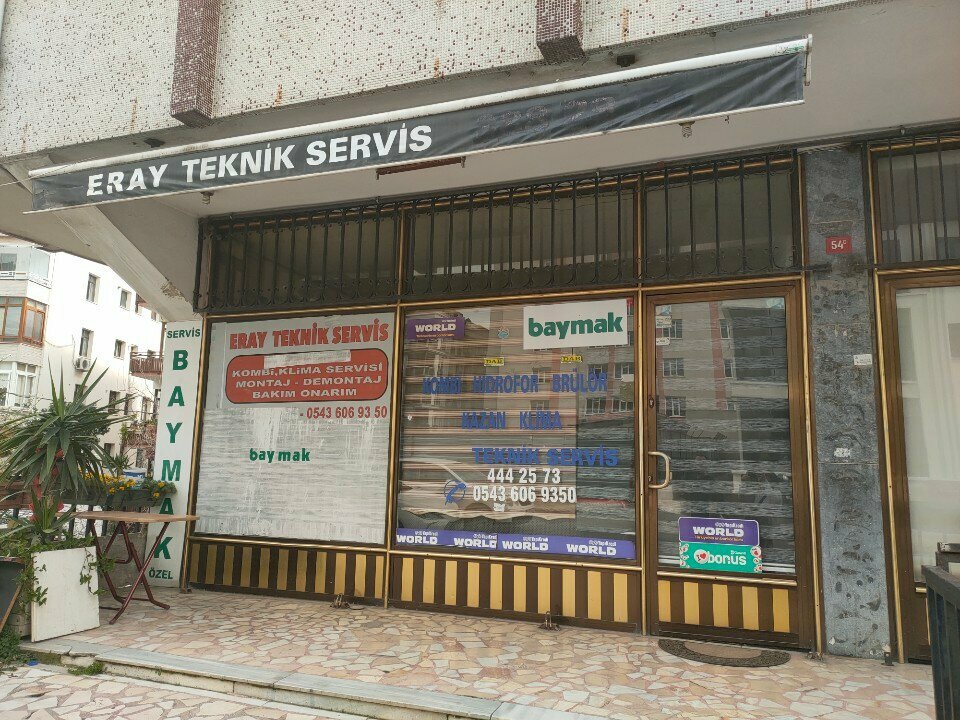 ERAY TEKNİK SERVİS
54C
SERVİS
BAYMAK
ÖZEL
ERAY TEKNİK SERVİS
KOMBİ,KLİMA SERVİSİ
MONTAJ - DEMONTAJ
BAKIM ONARIM
- 0543 606 93 50
baymak
WORLD
baymak
KOMBİ HİDROFOR BRÜLÖR
KAZAN KLİMA
TEKNİK SERVİS
444 25 73
0543 606 9350
WORLD WORLD WORLD WORLD
WORLD
bonus